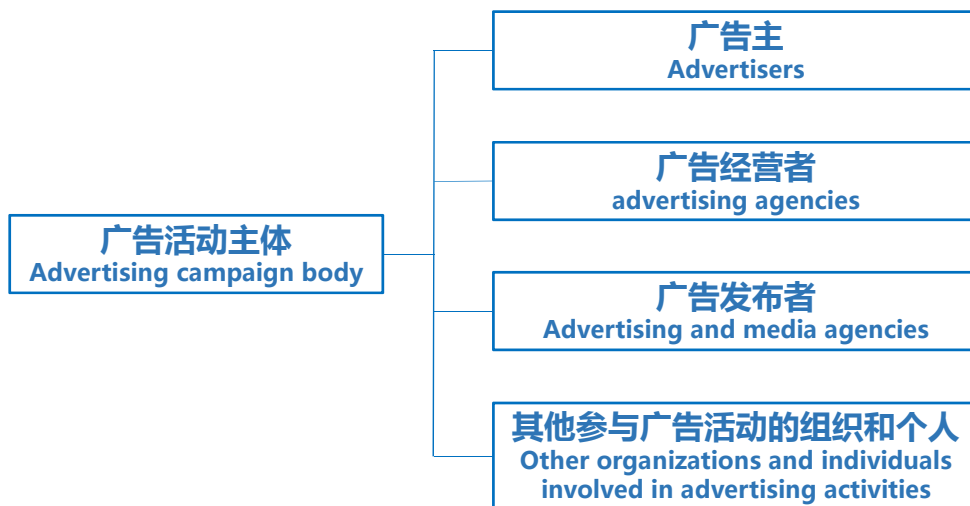 广告主
Advertisers
广告经营者
advertising agencies
广告活动主体
Advertising campaign body
广告发布者
Advertising and media agencies
其他参与广告活动的组织和个人
Other organizations and individuals
involved in advertising activities